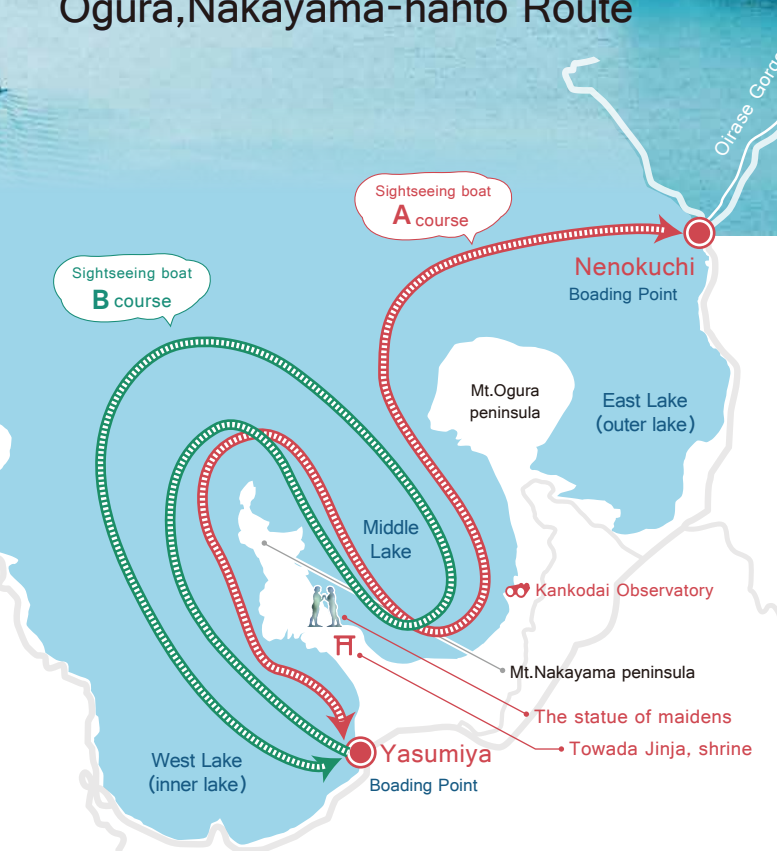 Ogura,Nakayama-hanto Route
Oirase Gorge
Sightseeing boat
A course
Nenokuchi
Boading Point
Sightseeing boat
B course
Mt.Ogura
peninsula
East Lake
(outer lake)
Middle
Lake
Kankodai Observatory
Mt.Nakayama peninsula
The statue of maidens
Towada Jinja, shrine
Yasumiya
Boading Point
West Lake
(inner lake)